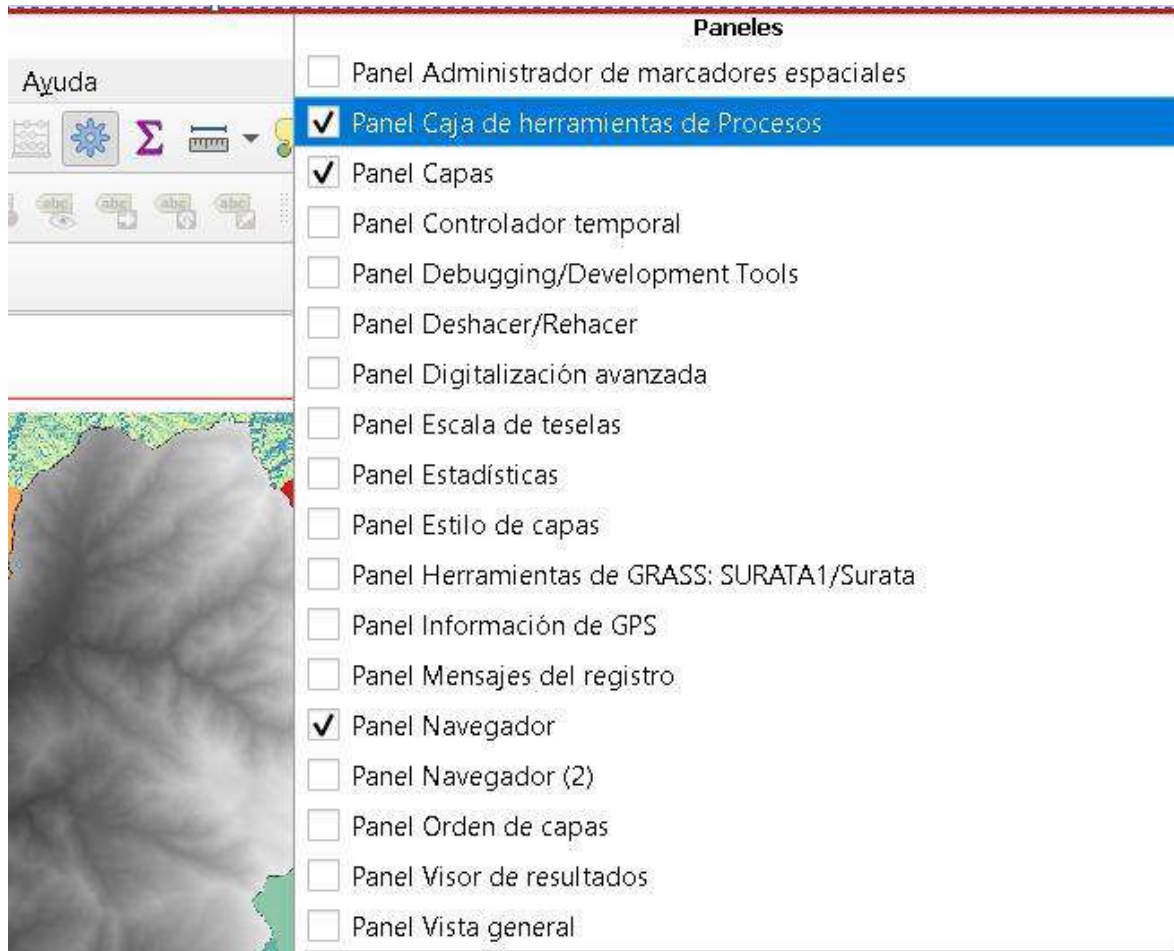 Paneles
Ayuda
Panel Administrador de marcadores espaciales
Panel Caja de herramientas de Procesos
Panel Capas
Panel Controlador temporal
Panel Debugging/Development Tools
Panel Deshacer/Rehacer
Panel Digitalización avanzada
Panel Escala de teselas
Panel Estadísticas
Panel Estilo de capas
Panel Herramientas de GRASS: SURATA1/Surata
Panel Información de GPS
Panel Mensajes del registro
Panel Navegador
Panel Navegador (2)
Panel Orden de capas
Panel Visor de resultados
Panel Vista general